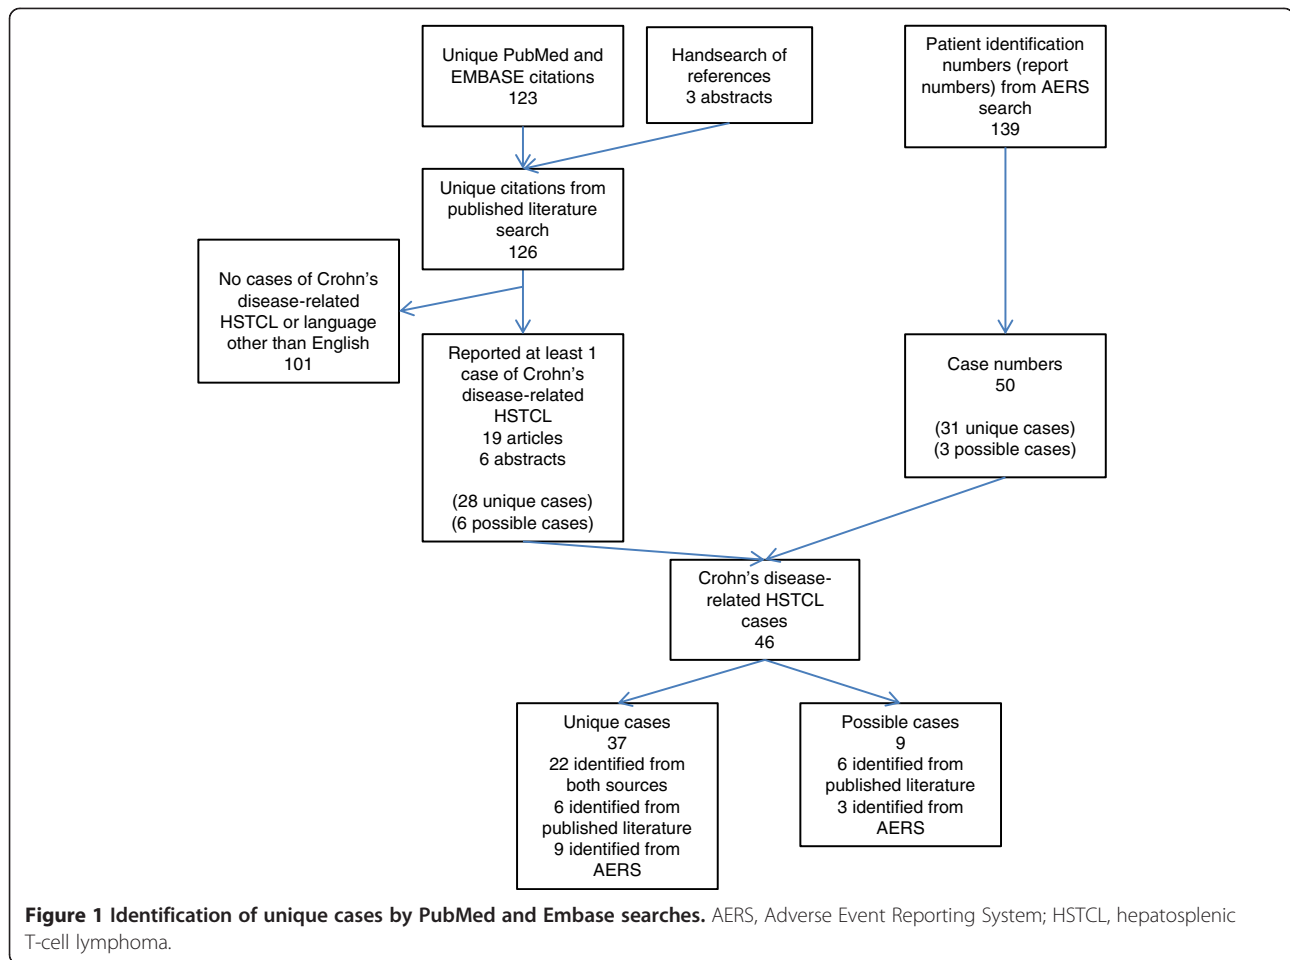 Unique PubMed and
EMBASE citations
123
Handsearch of
references
3 abstracts
Patient identification
numbers (report
numbers) from AERS
search
139
Unique citations from
published literature
search
126
No cases of Crohn’s
disease-related
HSTCL or language
other than English
101
Reported at least 1
case of Crohn’s
disease-related
HSTCL
19 articles
6 abstracts
(28 unique cases)
(6 possible cases)
Case numbers
50
(31 unique cases)
(3 possible cases)
Crohn’s disease-
related HSTCL
cases
46
Unique cases
37
22 identified from
both sources
6 identified from
published literature
9 identified from
AERS
Possible cases
9
6 identified from
published literature
3 identified from
AERS
Figure 1 Identification of unique cases by PubMed and Embase searches. AERS, Adverse Event Reporting System; HSTCL, hepatosplenic
T-cell lymphoma.